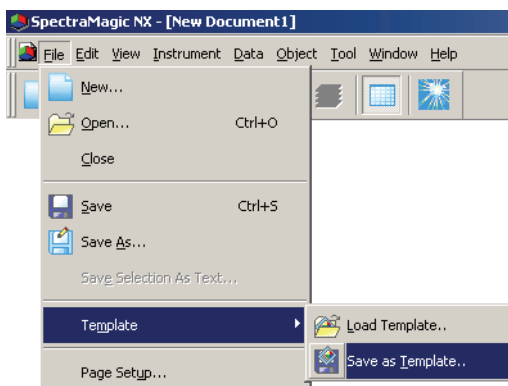 SpectraMagic NX - [New Document1]
File Edit View Instrument Data Object Tool Window Help
New...
Open... Ctrl+O
Close
Save Ctrl+S
Save As...
Save Selection As Text...
Template
Load Template..
Save as Template..
Page Setup...